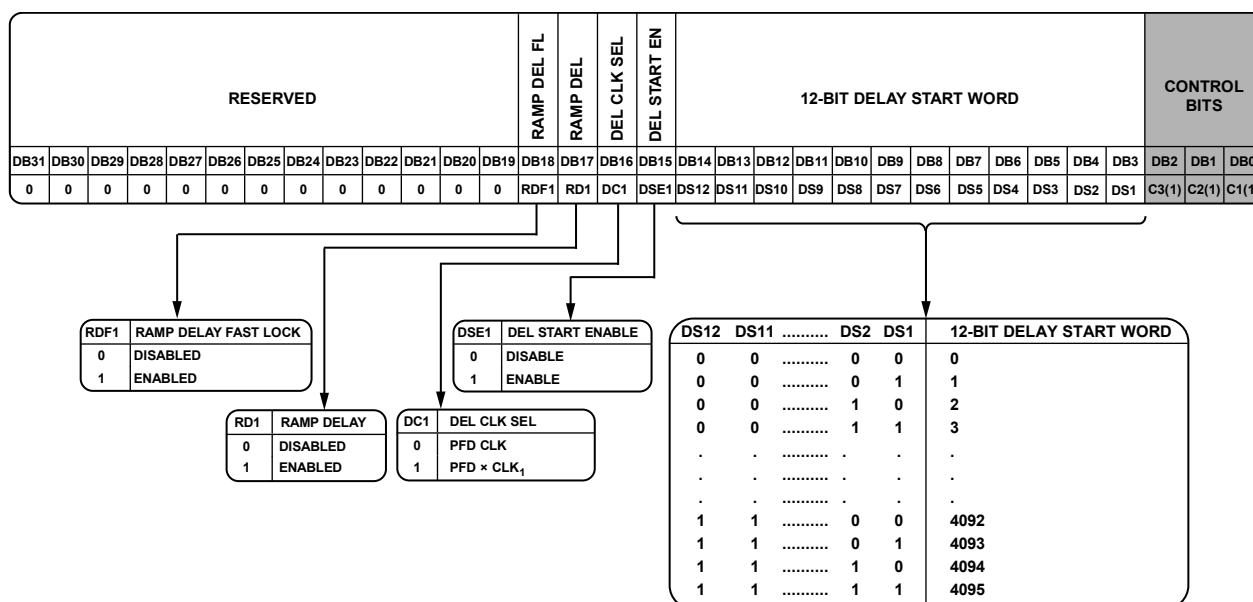 RESERVED RAMP DEL FL RAMP DEL DEL CLK SEL DEL START EN 12-BIT DELAY START WORD CONTROL BITS
DB31 DB30 DB29 DB28 DB27 DB26 DB25 DB24 DB23 DB22 DB21 DB20 DB19 DB18 DB17 DB16 DB15 DB14 DB13 DB12 DB11 DB10 DB9 DB8 DB7 DB6 DB5 DB4 DB3 DB2 DB1 DB0
0 0 0 0 0 0 0 0 0 0 0 0 0 RDF1 RD1 DC1 DSE1 DS12 DS11 DS10 DS9 DS8 DS7 DS6 DS5 DS4 DS3 DS2 DS1 C3(1) C2(1) C1(1
RDF1 RAMP DELAY FAST LOCK
0 DISABLED
1 ENABLED
RD1 RAMP DELAY
0 DISABLED
1 ENABLED
DC1 DEL CLK SEL
0 PFD CLK
1 PFD × CLK1
DSE1 DEL START ENABLE
0 DISABLE
1 ENABLE
DS12 DS11 .......... DS2 DS1 12-BIT DELAY START WORD
0 0 .......... 0 0 0
0 0 .......... 0 1 1
0 0 .......... 1 0 2
0 0 .......... 1 1 3
. . .......... . . .
. . .......... . . .
. . .......... . . .
1 1 .......... 0 0 4092
1 1 .......... 0 1 4093
1 1 .......... 1 0 4094
1 1 .......... 1 1 4095